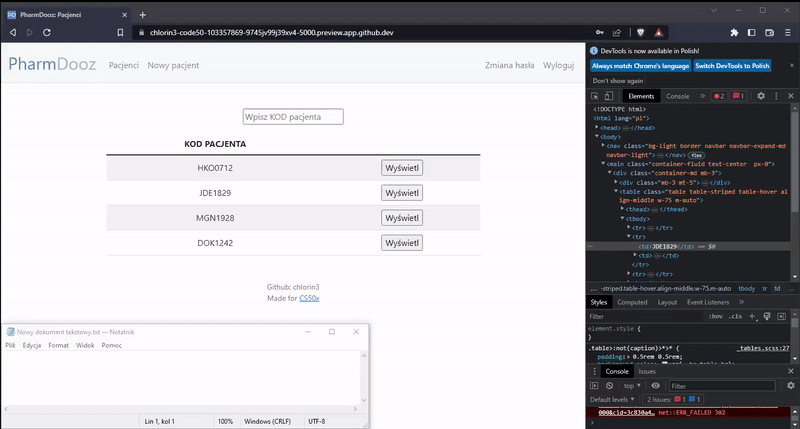 PharmDooz: Pacjenci
chlorin3-code50-103357869-9745jv99j39xv4-5000.preview.app.github.dev
PharmDooz
Pacjenci
Nowy pacjent
Zmiana hasła
Wyloguj
Wpisz KOD pacjenta
KOD PACJENTA
HKO0712 Wyświetl
JDE1829 Wyświetl
MGN1928 Wyświetl
DOK1242 Wyświetl
Github: chlorin3
Made for CS50x
Nowy dokument tekstowy.txt — Notatnik
Plik Edycja Format Widok Pomoc
Lin 1, kol 1 100% Windows (CRLF) UTF-8
DevTools is now available in Polish!
Always match Chrome's language Switch DevTools to Polish
Don't show again
Elements Console » 2 1
<!DOCTYPE html>
<html lang="pl">
<head>⋯</head>
<body>
<nav class="bg-light border navbar navbar-expand-md
navbar-light">⋯</nav> flex
<main class="container-fluid text-center px-0">
<div class="container-md mb-3">
<div class="mb-3 mt-5">⋯</div>
<table class="table table-striped table-hover al
ign-middle w-75 m-auto">
<thead>⋯</thead>
<tbody>
<tr>⋯</tr>
<tr>
<td>JDE1829</td> == $0
<td>⋯</td>
</tr>
<tr>⋯</tr>
… -striped.table-hover.align-middle.w-75.m-auto tbody tr td
Styles Computed Layout Event Listeners »
Filter :hov .cls
element.style {
}
.table>:not(caption)>*>* { _tables.scss:27
padding: 0.5rem 0.5rem;
Console Issues
top Filter
Default levels 2 Issues: 1 1
000&cid=3c830a4… net::ERR_FAILED 302